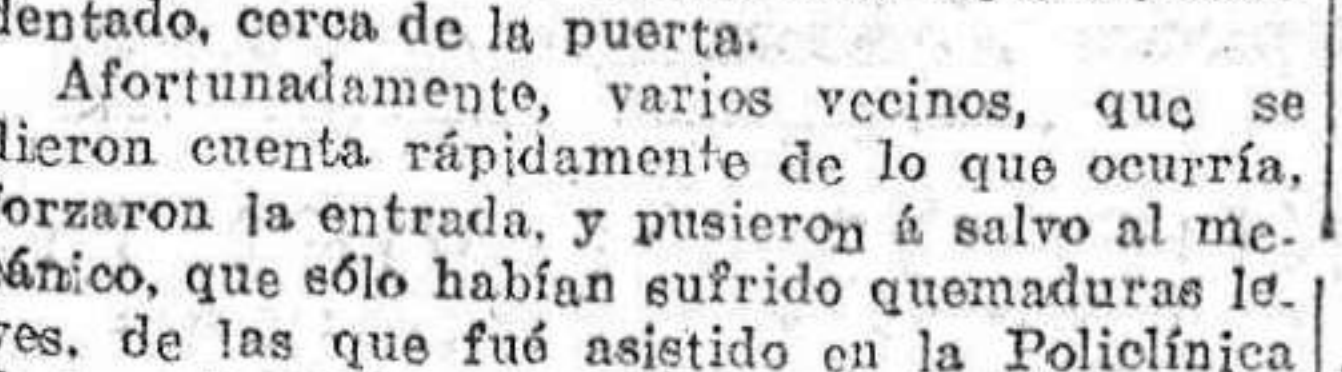 dentado, cerca de la puerta.
Afortunadamente, varios vecinos, que se
dieron cuenta rápidamente de lo que ocurría,
forzaron la entrada, y pusieron á salvo al me-
cánico, que sólo habían sufrido quemaduras le-
ves, de las que fué asistido en la Policlínica